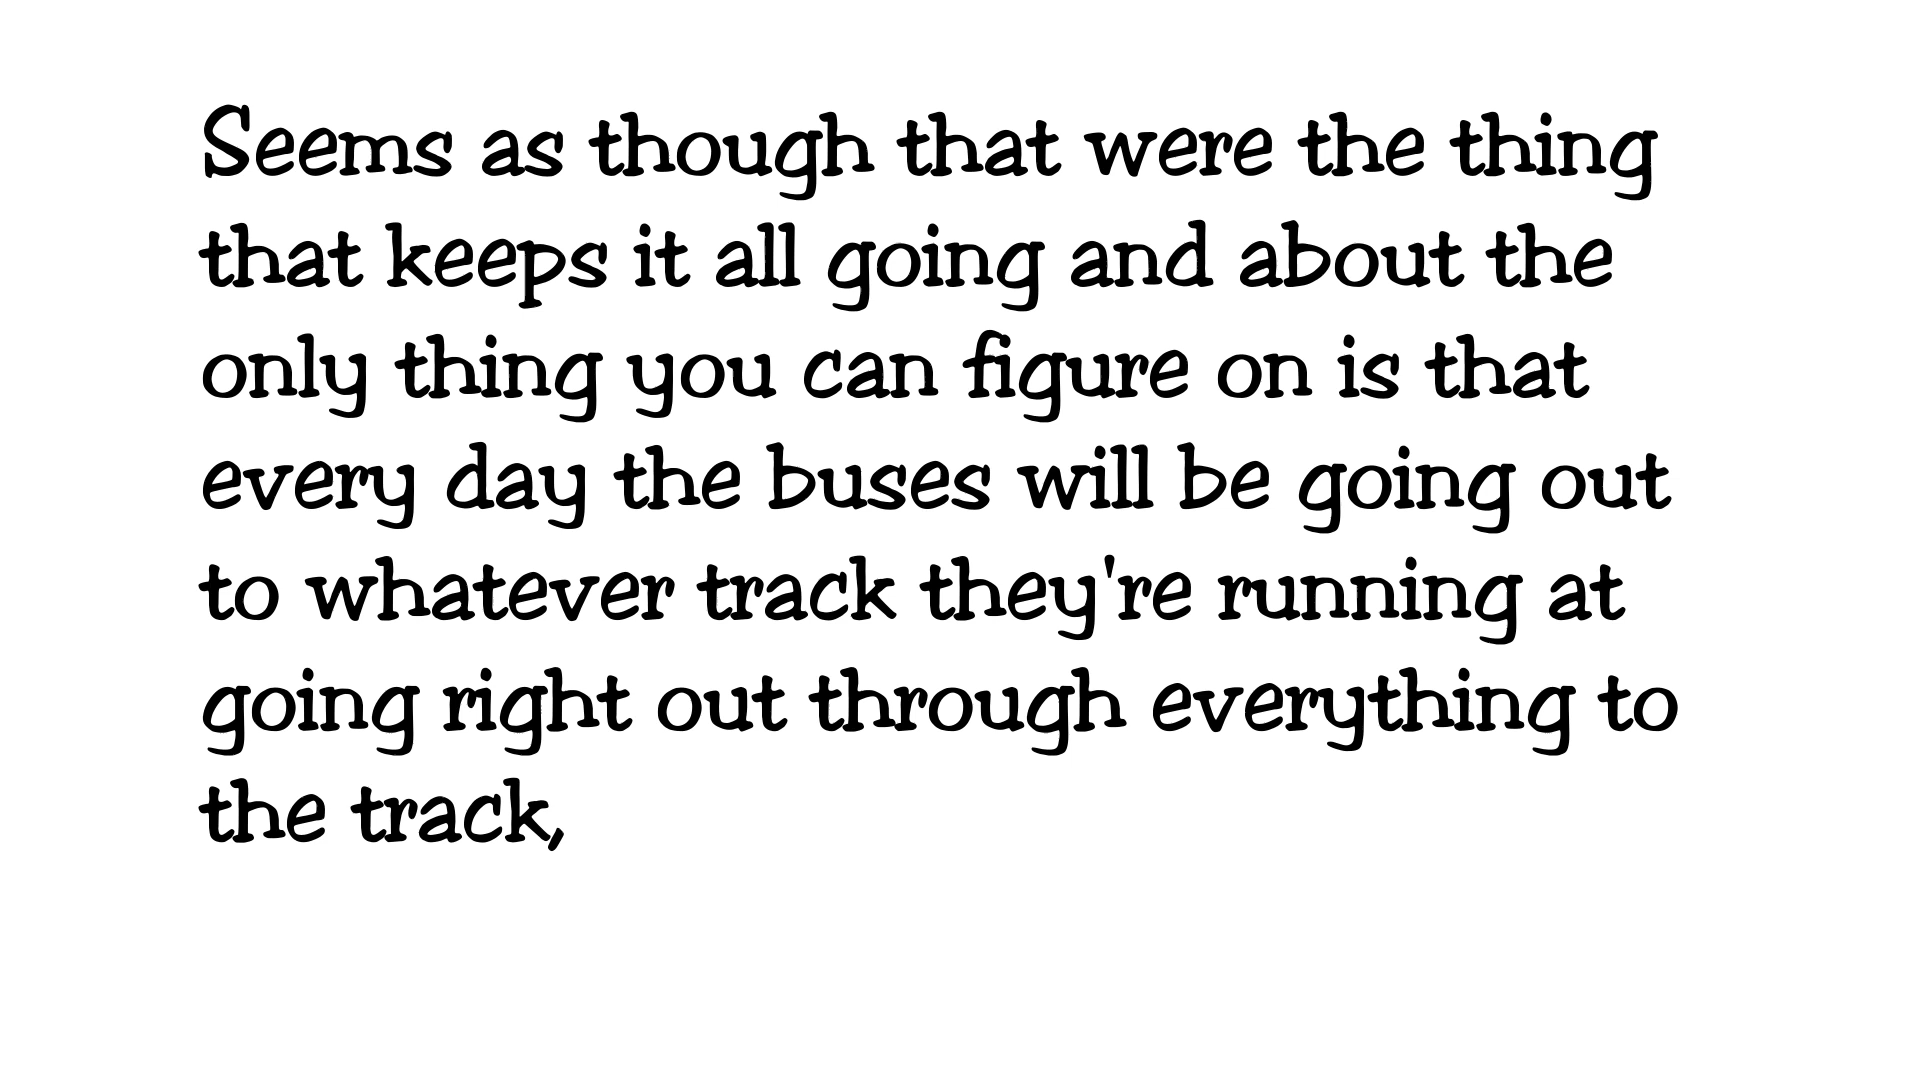 Seems as though that were the thing
that keeps it all going and about the
only thing you can figure on is that
every day the buses will be going out
to whatever track they're running at
going right out through everything to
the track,